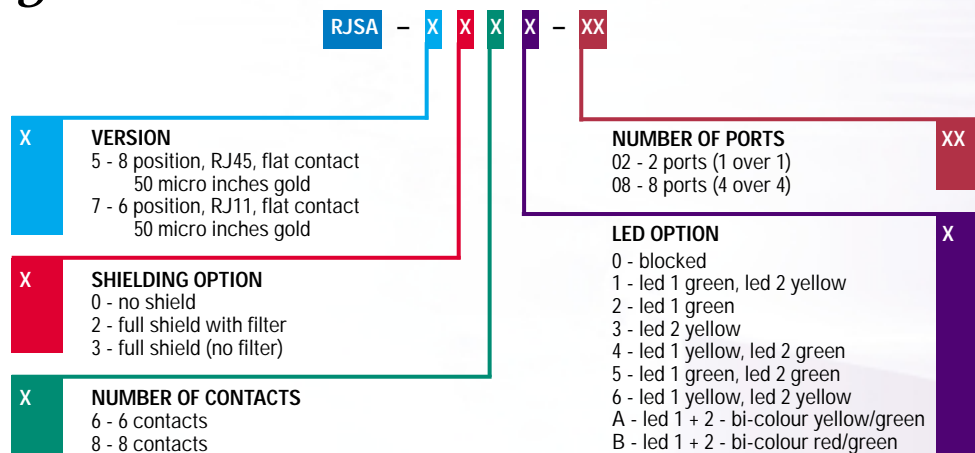 RJSA – X X X X – XX
X
VERSION
5 - 8 position, RJ45, flat contact
50 micro inches gold
7 - 6 position, RJ11, flat contact
50 micro inches gold
X
SHIELDING OPTION
0 - no shield
2 - full shield with filter
3 - full shield (no filter)
X
NUMBER OF CONTACTS
6 - 6 contacts
8 - 8 contacts
NUMBER OF PORTS
XX
02 - 2 ports (1 over 1)
08 - 8 ports (4 over 4)
LED OPTION
X
0 - blocked
1 - led 1 green, led 2 yellow
2 - led 1 green
3 - led 2 yellow
4 - led 1 yellow, led 2 green
5 - led 1 green, led 2 green
6 - led 1 yellow, led 2 yellow
A - led 1 + 2 - bi-colour yellow/green
B - led 1 + 2 - bi-colour red/green